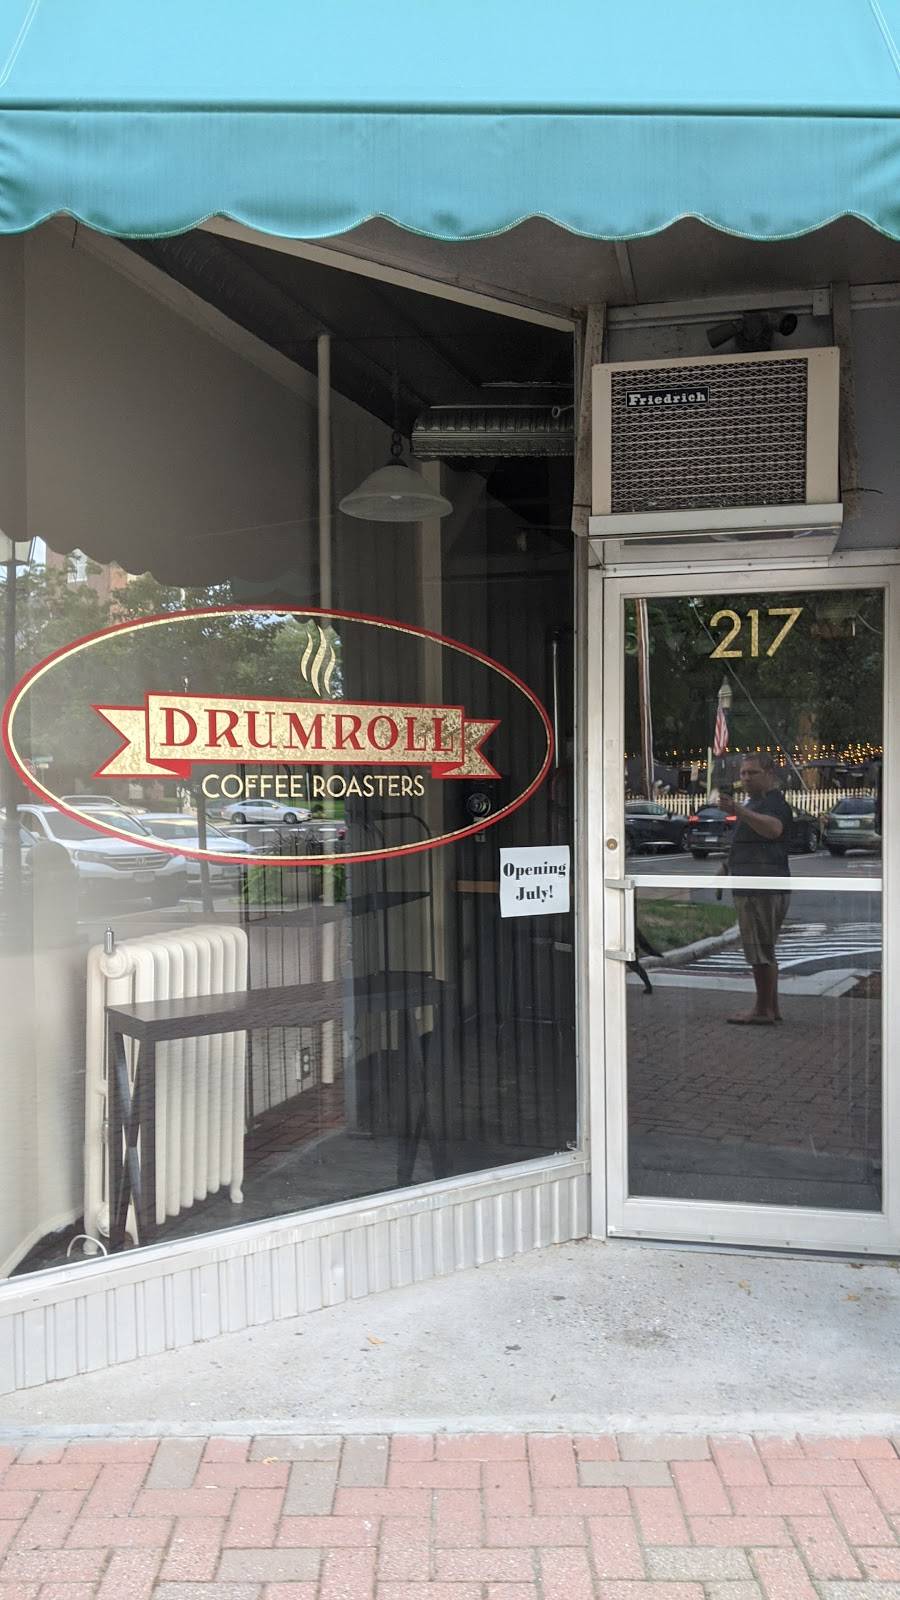 Friedrich
217
DRUMROLL
COFFEE ROASTERS
Opening
July!